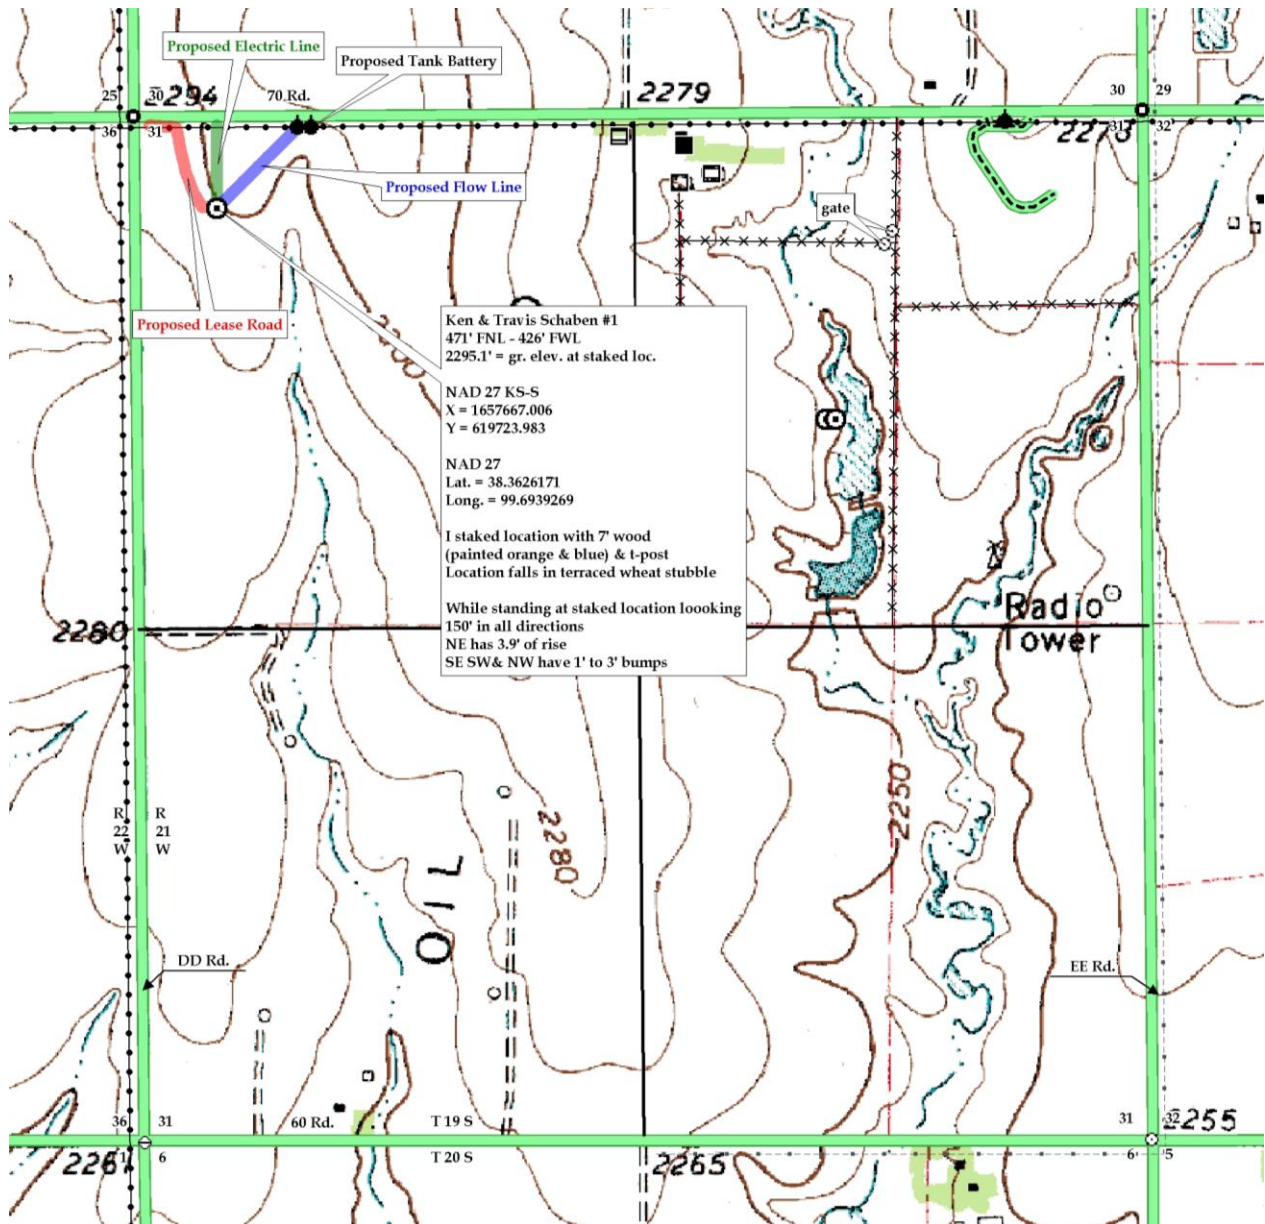 Proposed Electric Line
Proposed Tank Battery
25
30
2294
70 Rd.
2279
30
29
36
31
31
32
2273
Proposed Flow Line
gate
Proposed Lease Road
Ken & Travis Schaben #1
471' FNL - 426' FWL
2295.1' = gr. elev. at staked loc.
NAD 27 KS-S
X = 1657667.006
Y = 619723.983
NAD 27
Lat. = 38.3626171
Long. = 99.6939269
I staked location with 7' wood
(painted orange & blue) & t-post
Location falls in terraced wheat stubble
While standing at staked location loooking
150' in all directions
NE has 3.9' of rise
SE SW& NW have 1' to 3' bumps
2280
Radio
Tower
2250
R
22
W
R
21
W
2280
OIL
DD Rd.
EE Rd.
36
31
60 Rd.
T 19 S
31
32
2255
2267
1
6
T 20 S
2265
6
5